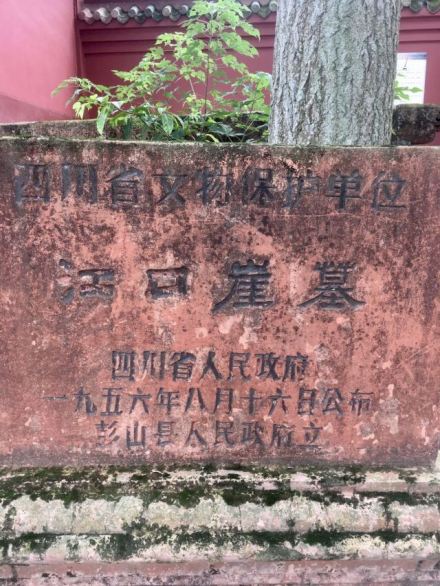 四川省文物保护单位
江口崖墓
四川省人民政府
一九五六年八月十六日公布
彭山县人民政府立